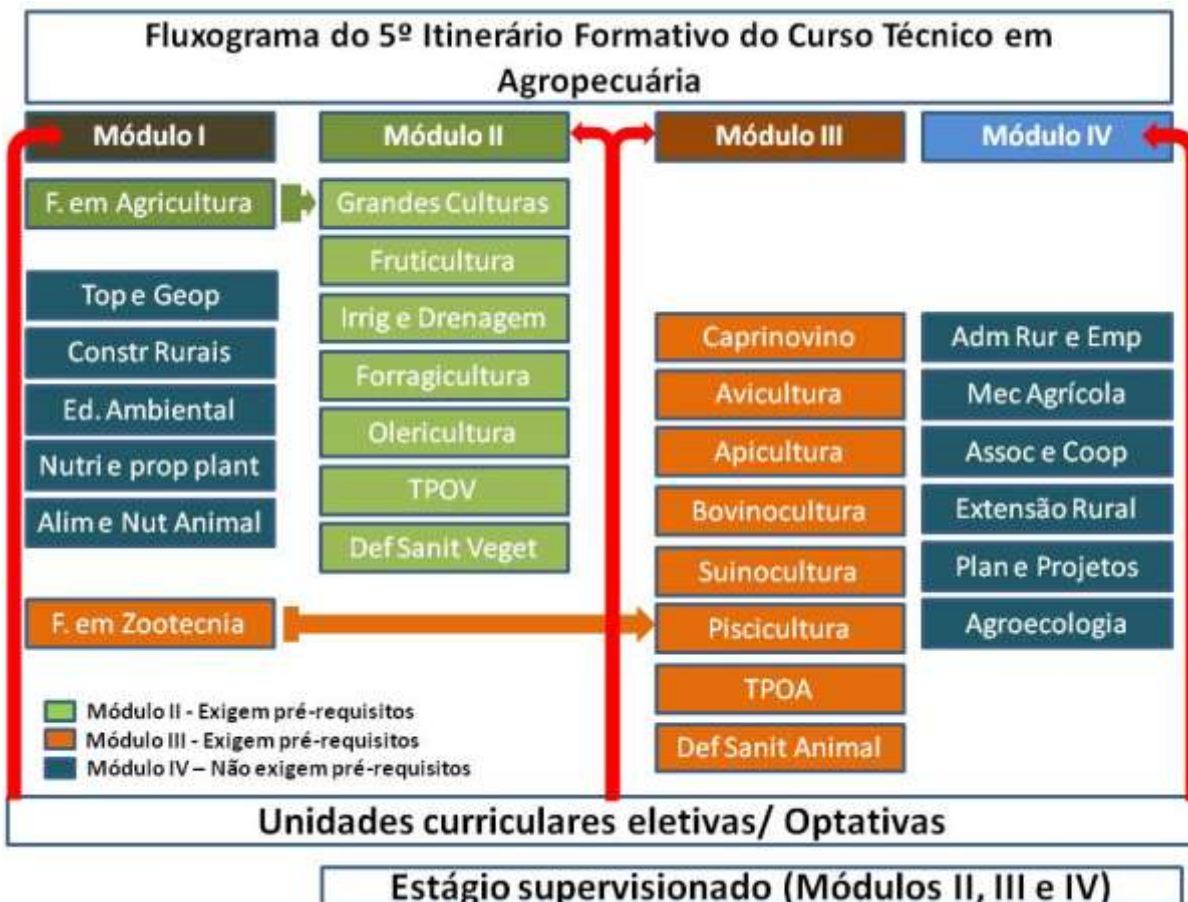 Fluxograma do 5º Itinerário Formativo do Curso Técnico em
Agropecuária
Módulo I
Módulo II
Módulo III
Módulo IV
F. em Agricultura
Top e Geop
Constr Rurais
Ed. Ambiental
Nutri e prop plant
Alim e Nut Animal
F. em Zootecnia
Grandes Culturas
Fruticultura
Irrig e Drenagem
Forragicultura
Olericultura
TPOV
Def Sanit Veget
Caprinovino
Avicultura
Apicultura
Bovinocultura
Suinocultura
Piscicultura
TPOA
Def Sanit Animal
Adm Rur e Emp
Mec Agrícola
Assoc e Coop
Extensão Rural
Plan e Projetos
Agroecologia
Módulo II - Exigem pré-requisitos
Módulo III - Exigem pré-requisitos
Módulo IV – Não exigem pré-requisitos
Unidades curriculares eletivas/ Optativas
Estágio supervisionado (Módulos II, III e IV)